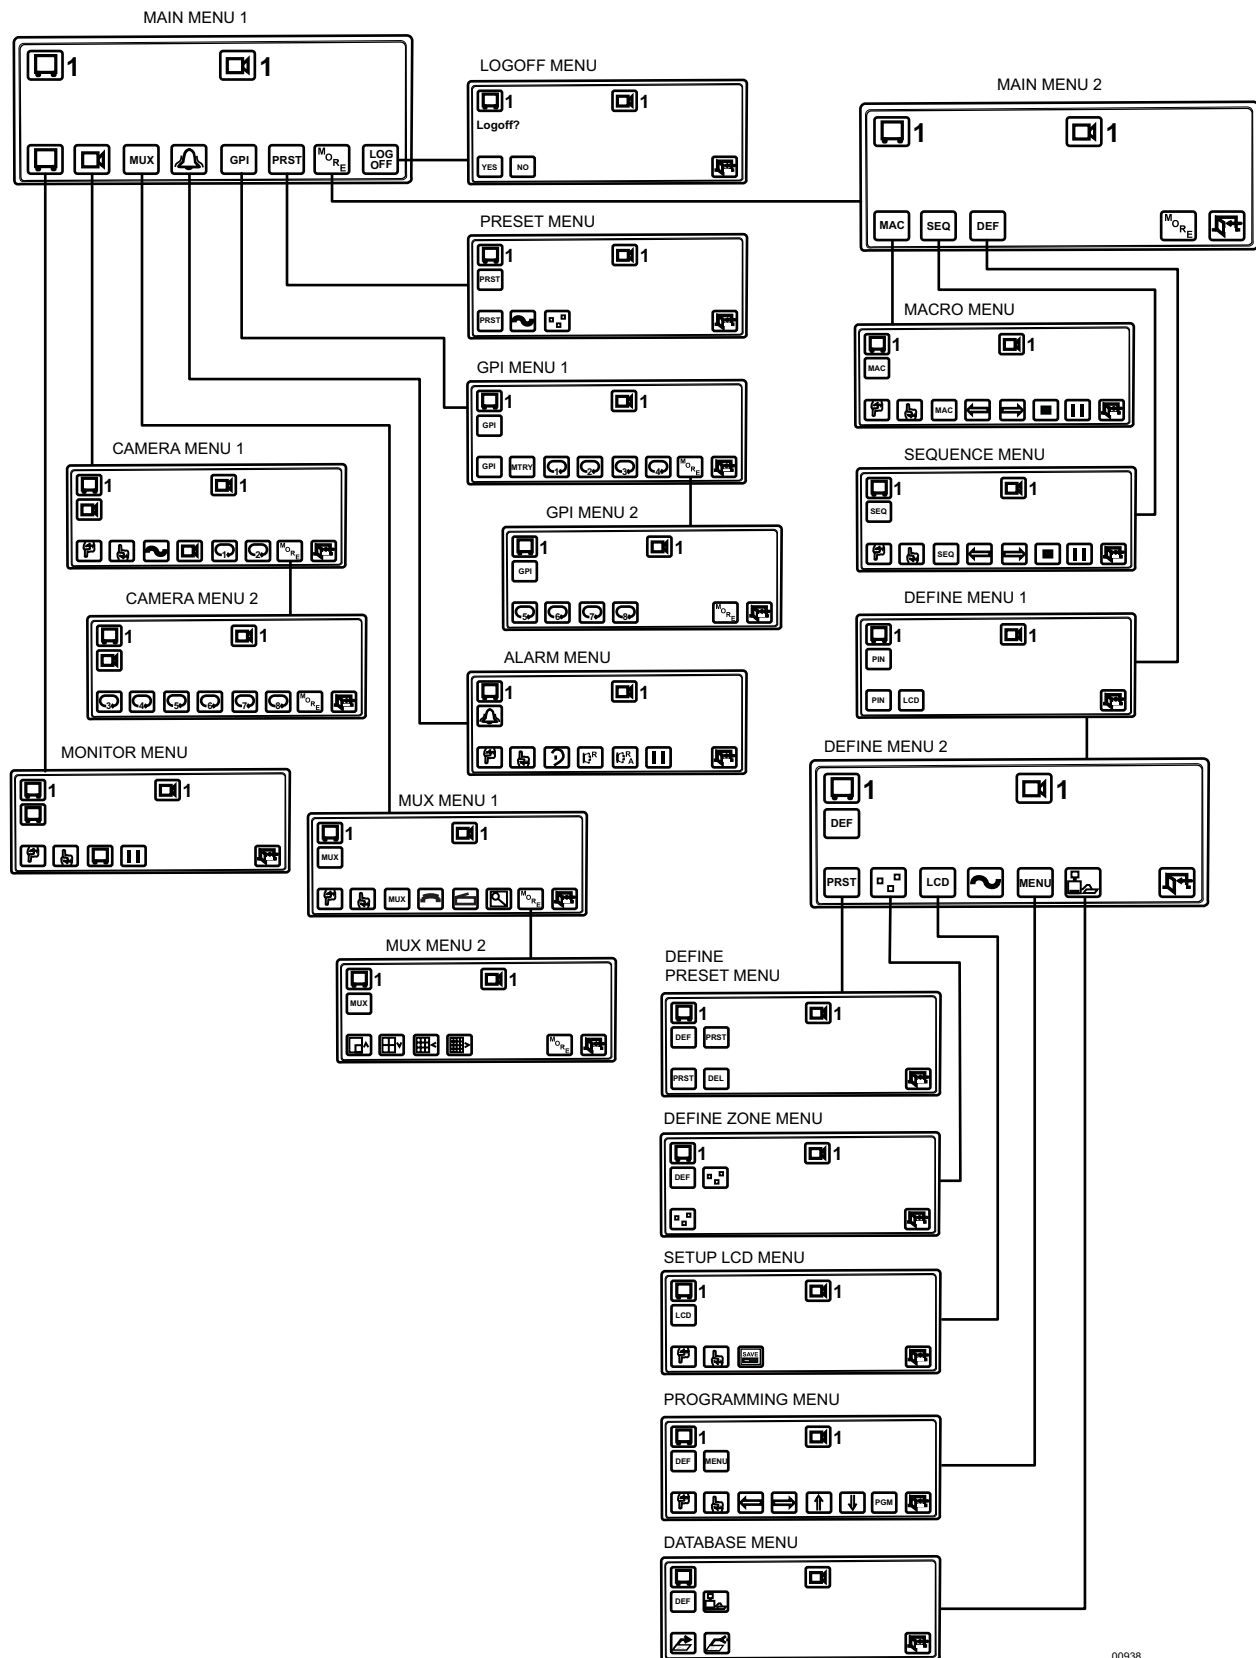 MAIN MENU 1
1 1
MUX GPI PRST MORE LOG OFF
LOGOFF MENU
1 1
Logoff?
YES NO
MAIN MENU 2
1 1
MAC SEQ DEF MORE
PRESET MENU
1 1
PRST
PRST
MACRO MENU
1 1
MAC
MAC
GPI MENU 1
1 1
GPI
GPI MTRY 1 2 3 4 MORE
CAMERA MENU 1
1 1
1 2 MORE
SEQUENCE MENU
1 1
SEQ
SEQ
GPI MENU 2
1 1
GPI
5 6 7 8 MORE
CAMERA MENU 2
1 1
3 4 5 6 7 8 MORE
DEFINE MENU 1
1 1
PIN
PIN LCD
ALARM MENU
1 1
R R A
MONITOR MENU
1 1
DEFINE MENU 2
1 1
DEF
PRST LCD MENU
MUX MENU 1
1 1
MUX
MUX MORE
MUX MENU 2
1 1
MUX
MORE
DEFINE
PRESET MENU
1 1
DEF PRST
PRST DEL
DEFINE ZONE MENU
1 1
DEF
SETUP LCD MENU
1 1
LCD
SAVE
PROGRAMMING MENU
1 1
DEF MENU
PGM
DATABASE MENU
DEF
00938